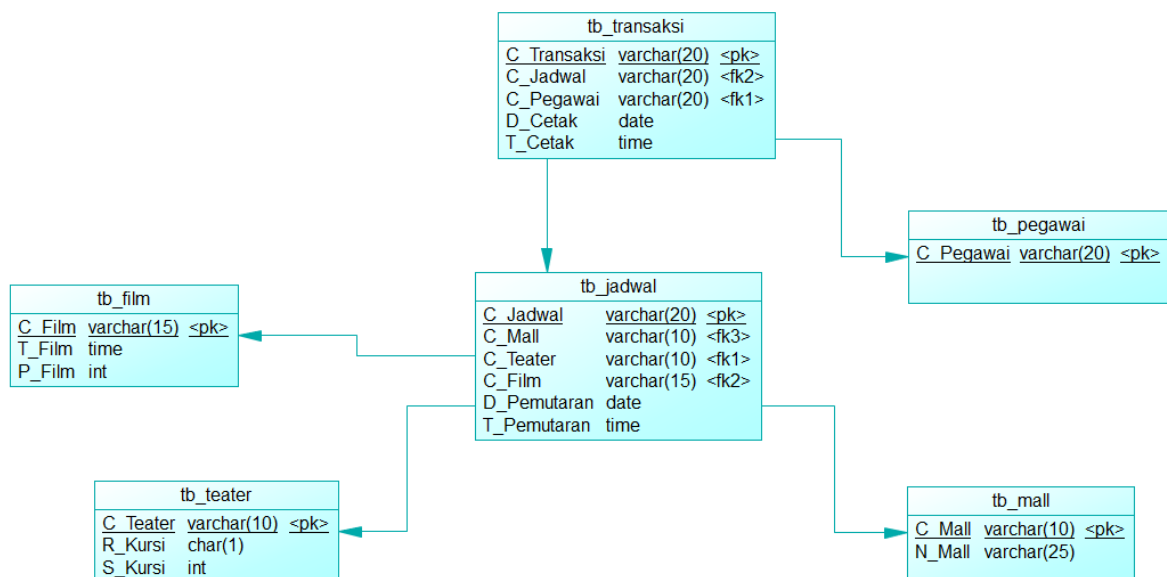 tb_transaksi
C_Transaksi varchar(20) <pk>
C_Jadwal varchar(20) <fk2>
C_Pegawai varchar(20) <fk1>
D_Cetak date
T_Cetak time
tb_pegawai
C_Pegawai varchar(20) <pk>
tb_jadwal
C_Jadwal varchar(20) <pk>
C_Mall varchar(10) <fk3>
C_Teater varchar(10) <fk1>
C_Film varchar(15) <fk2>
D_Pemutaran date
T_Pemutaran time
tb_film
C_Film varchar(15) <pk>
T_Film time
P_Film int
tb_teater
C_Teater varchar(10) <pk>
R_Kursi char(1)
S_Kursi int
tb_mall
C_Mall varchar(10) <pk>
N_Mall varchar(25)